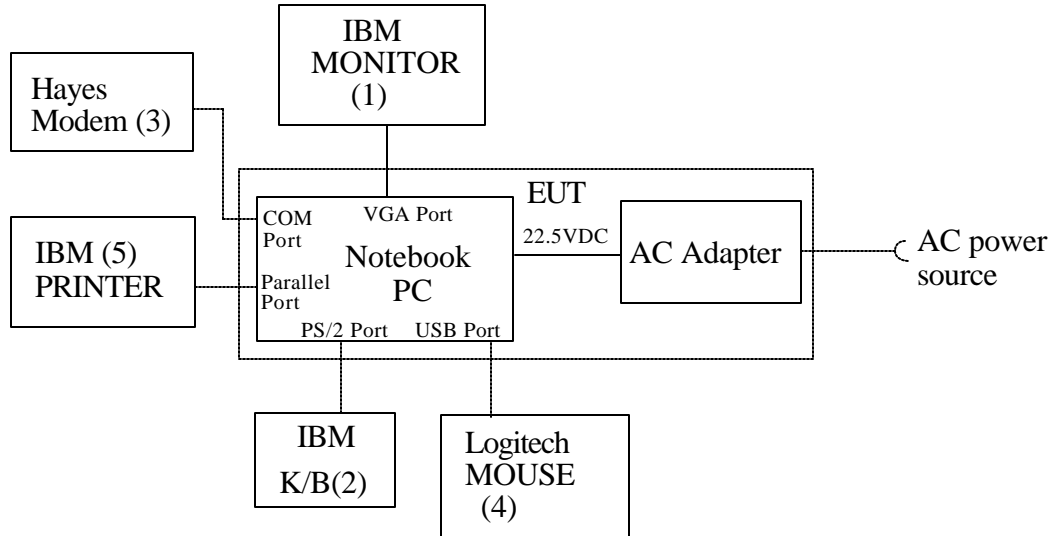 IBM
MONITOR
(1)
Hayes
Modem (3)
EUT
COM
Port
VGA Port
22.5VDC
AC Adapter
AC power
source
IBM (5)
PRINTER
Notebook
PC
Parallel
Port
PS/2 Port
USB Port
IBM
K/B(2)
Logitech
MOUSE
(4)